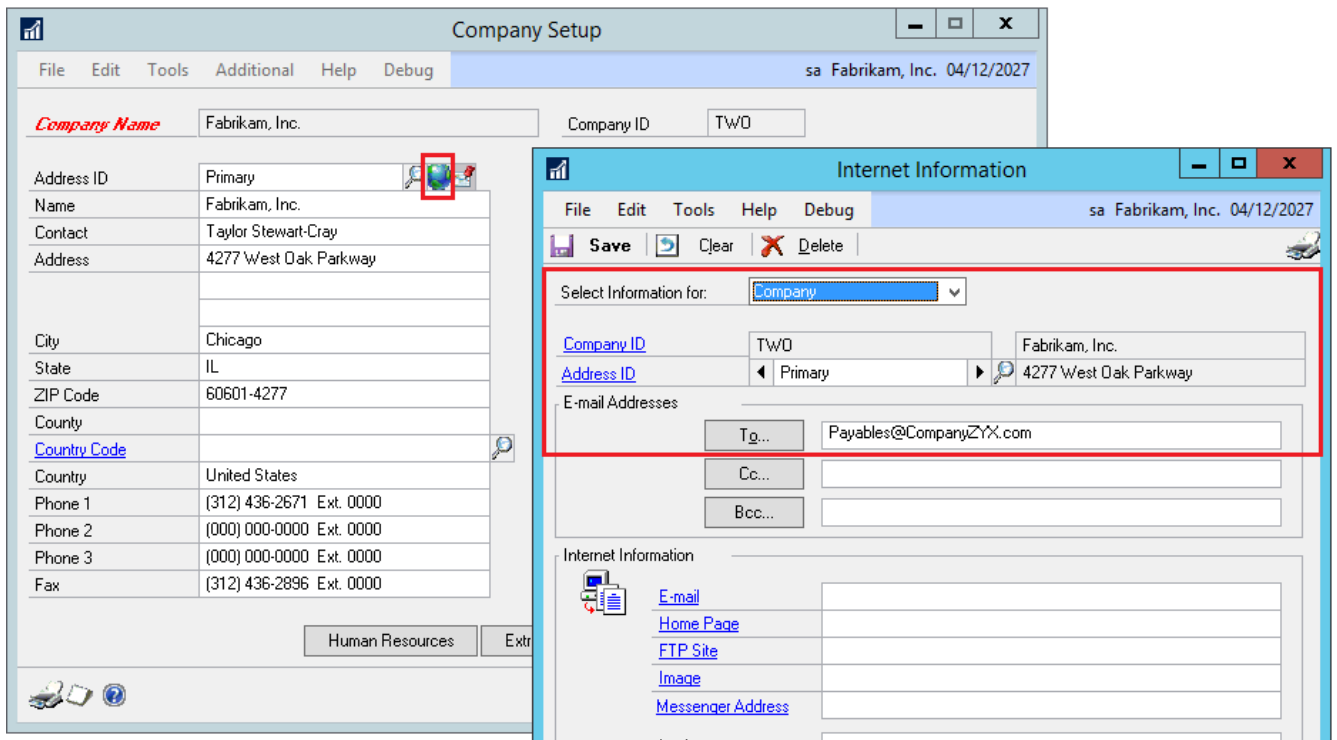 Company Setup
File Edit Tools Additional Help Debug sa Fabrikam, Inc. 04/12/2027
Company Name Fabrikam, Inc. Company ID TWO
Address ID Primary
Name Fabrikam, Inc.
Contact Taylor Stewart-Cray
Address 4277 West Oak Parkway
City Chicago
State IL
ZIP Code 60601-4277
County
Country Code
Country United States
Phone 1 (312) 436-2671 Ext. 0000
Phone 2 (000) 000-0000 Ext. 0000
Phone 3 (000) 000-0000 Ext. 0000
Fax (312) 436-2896 Ext. 0000
Human Resources Extr
Internet Information
File Edit Tools Help Debug sa Fabrikam, Inc. 04/12/2027
Save Clear Delete
Select Information for: Company
Company ID TWO Fabrikam, Inc.
Address ID Primary 4277 West Oak Parkway
E-mail Addresses
To... Payables@CompanyZYX.com
Cc...
Bcc...
Internet Information
E-mail
Home Page
FTP Site
Image
Messenger Address